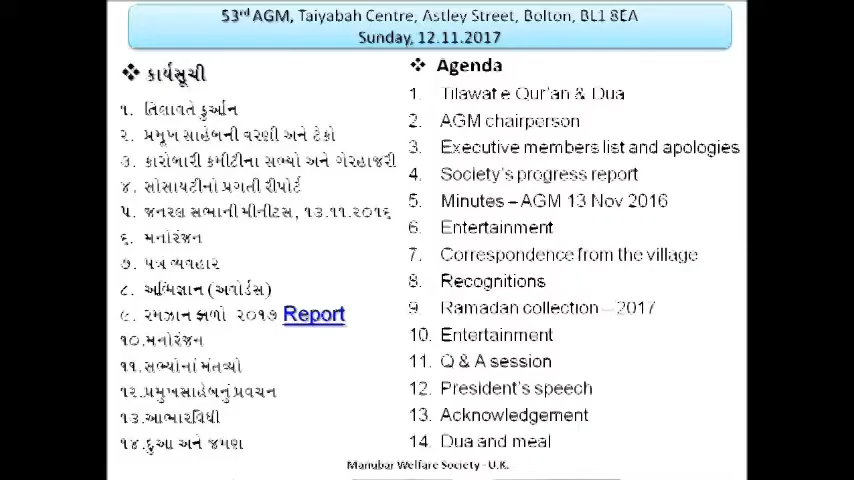 53rd AGM, Taiyabah Centre, Astley Street, Bolton, BL1 8EA
Sunday, 12.11.2017
❖ કાર્યસૂચી
૧. તિલાવતે કુર્આન
૨. પ્રમુખ સાહેબની વરણી અને ટેકો
૩. કારોબારી કમીટીના સભ્યો અને ગેરહાજરી
૪. સોસાયટીનો પ્રગતી રીપોર્ટ
૫. જનરલ સભાની મીનીટસ, ૧૩.૧૧.૨૦૧૬
૬. મનોરંજન
૭. પત્ર વ્યવહાર
૮. અભિજ્ઞાન (અવોર્ડસ)
૯. રમઝાન ફાળો ૨૦૧૭ Report
૧૦.મનોરંજન
૧૧.સભ્યોનાં મંતવ્યો
૧૨.પ્રમુખસાહેબનું પ્રવચન
૧૩.આભારવિધી
૧૪.દુઆ અને જમણ
❖ Agenda
1. Tilawat e Qur'an & Dua
2. AGM chairperson
3. Executive members list and apologies
4. Society's progress report
5. Minutes – AGM 13 Nov 2016
6. Entertainment
7. Correspondence from the village
8. Recognitions
9. Ramadan collection – 2017
10. Entertainment
11. Q & A session
12. President's speech
13. Acknowledgement
14. Dua and meal
Manubar Welfare Society - U.K.